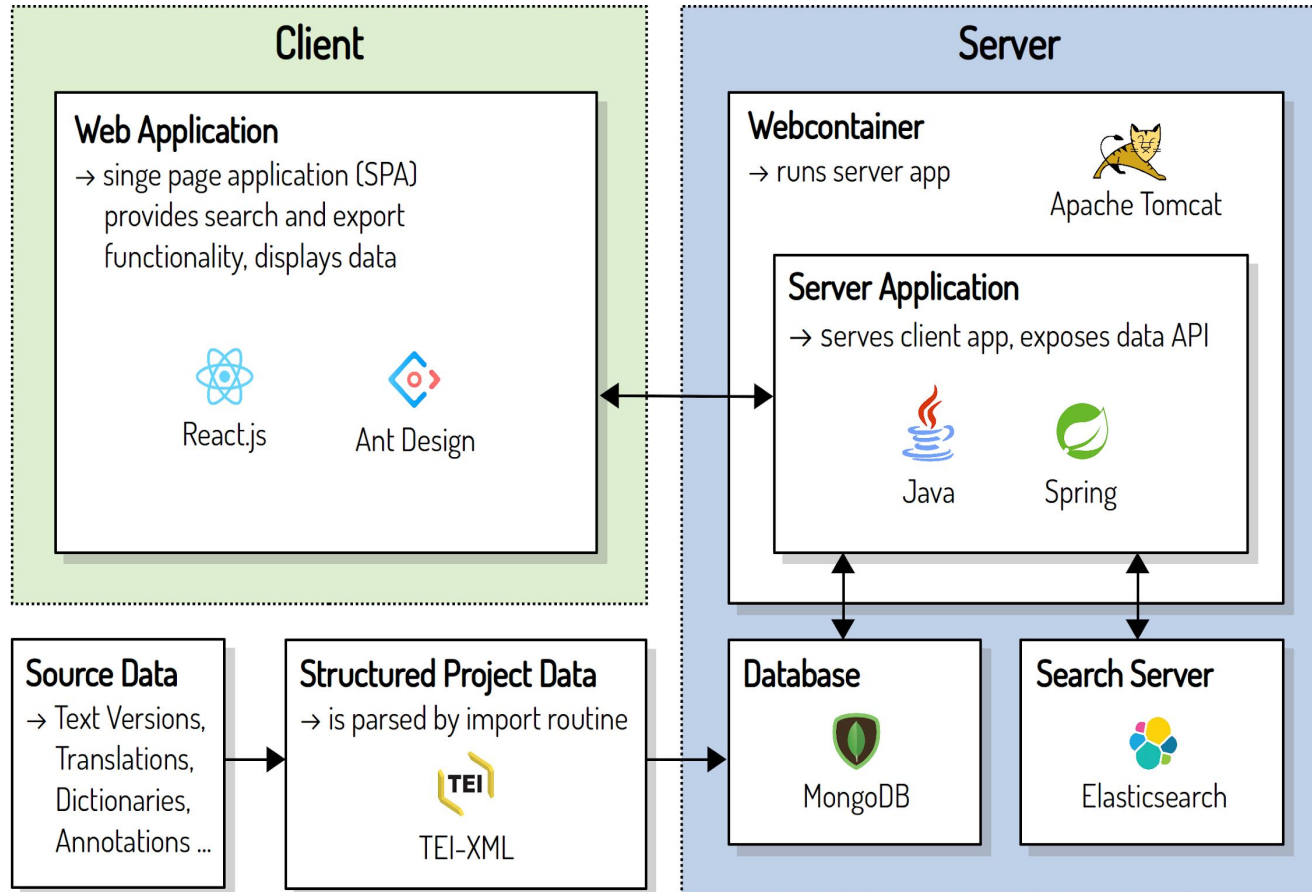 Client
Web Application
→ singe page application (SPA)
provides search and export
functionality, displays data
React.js
Ant Design
Server
Webcontainer
→ runs server app
Apache Tomcat
Server Application
→ serves client app, exposes data API
Java
Spring
Source Data
→ Text Versions,
Translations,
Dictionaries,
Annotations ...
Structured Project Data
→ is parsed by import routine
TEI
TEI-XML
Database
MongoDB
Search Server
Elasticsearch